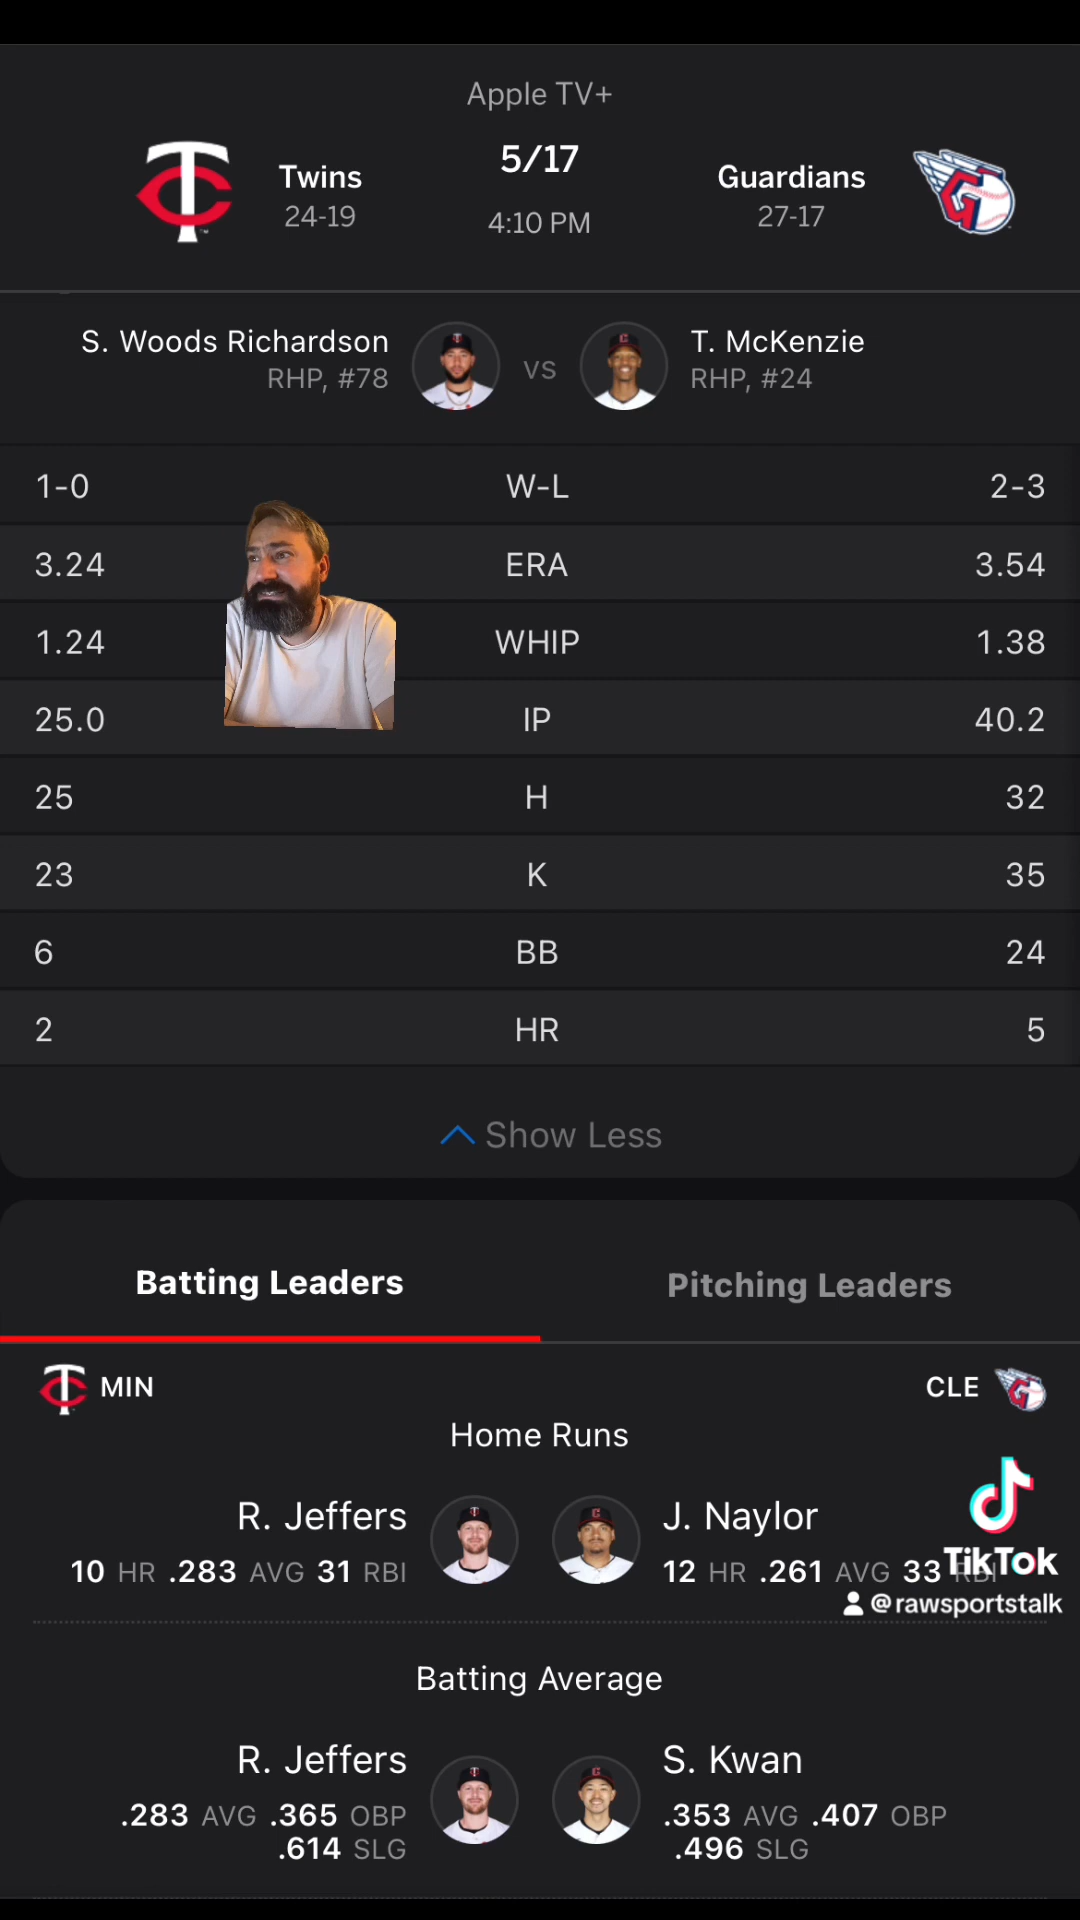 Apple TV+
Twins
24-19
5/17
4:10 PM
Guardians
27-17
S. Woods Richardson
RHP, #78
vs
T. McKenzie
RHP, #24
1-0 W-L 2-3
3.24 ERA 3.54
1.24 WHIP 1.38
25.0 IP 40.2
25 H 32
23 K 35
6 BB 24
2 HR 5
Show Less
Batting Leaders
Pitching Leaders
MIN
CLE
Home Runs
R. Jeffers
10 HR .283 AVG 31 RBI
J. Naylor
12 HR .261 AVG 33 RBI
TikTok
@rawsportstalk
Batting Average
R. Jeffers
.283 AVG .365 OBP
.614 SLG
S. Kwan
.353 AVG .407 OBP
.496 SLG